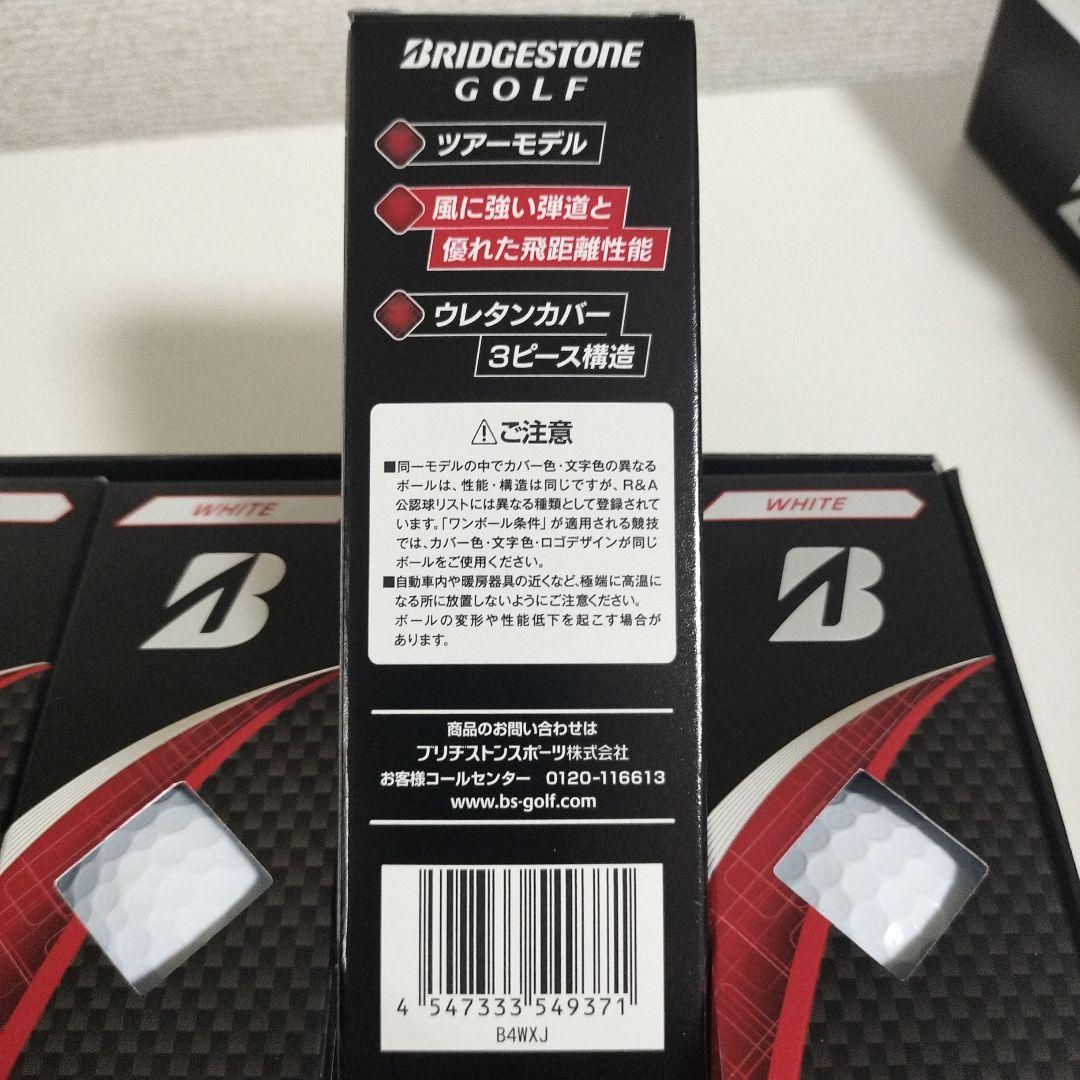 BRIDGESTONE
GOLF
ツアーモデル
風に強い弾道と
優れた飛距離性能
ウレタンカバー
3ピース構造
⚠ご注意
■同一モデルの中でカバー色・文字色の異なる
ボールは、性能・構造は同じですが、R&A
公認球リストには異なる種類として登録されて
います。「ワンボール条件」が適用される競技
では、カバー色・文字色・ロゴデザインが同じ
ボールをご使用ください。
■自動車内や暖房器具の近くなど、極端に高温に
なる所に放置しないようにご注意ください。
ボールの変形や性能低下を起こす場合が
あります。
商品のお問い合わせは
ブリヂストンスポーツ株式会社
お客様コールセンター 0120-116613
www.bs-golf.com
4 547333 549371
B4WXJ
WHITE
B
WHITE
B